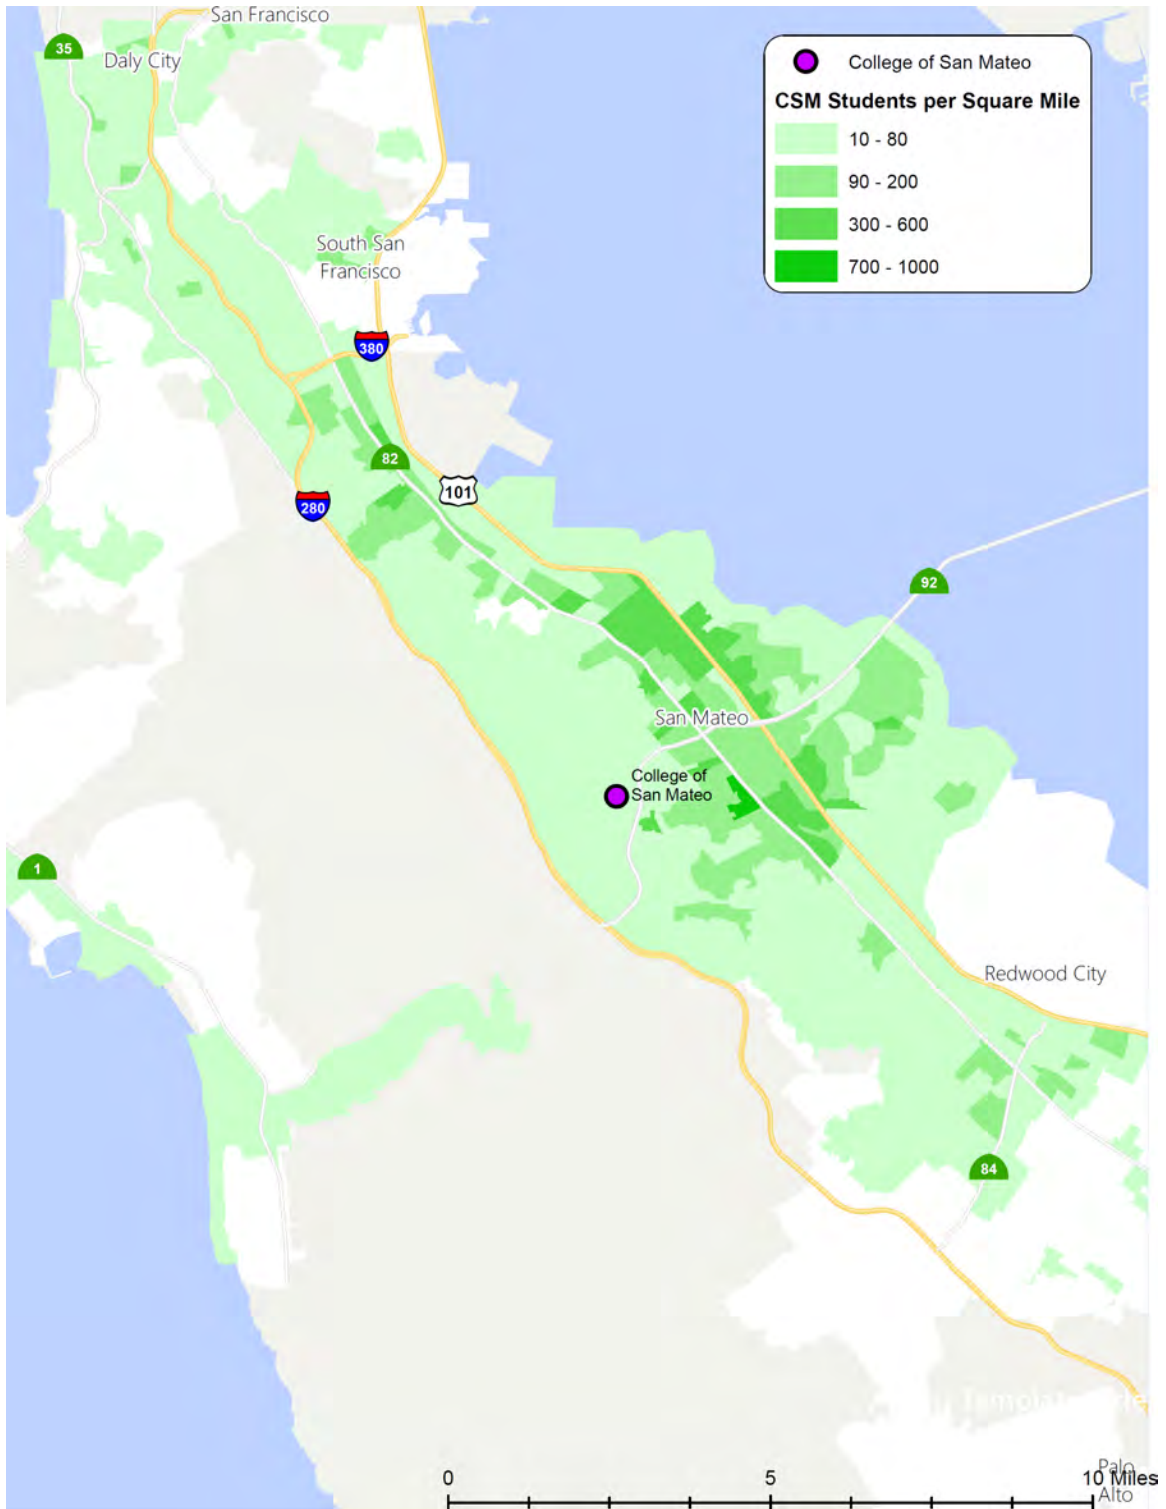 San Francisco
35
Daly City
College of San Mateo
CSM Students per Square Mile
10 - 80
90 - 200
300 - 600
700 - 1000
South San
Francisco
380
82
101
280
92
San Mateo
College of
San Mateo
1
Redwood City
84
Palo
Alto
0
5
10 Miles